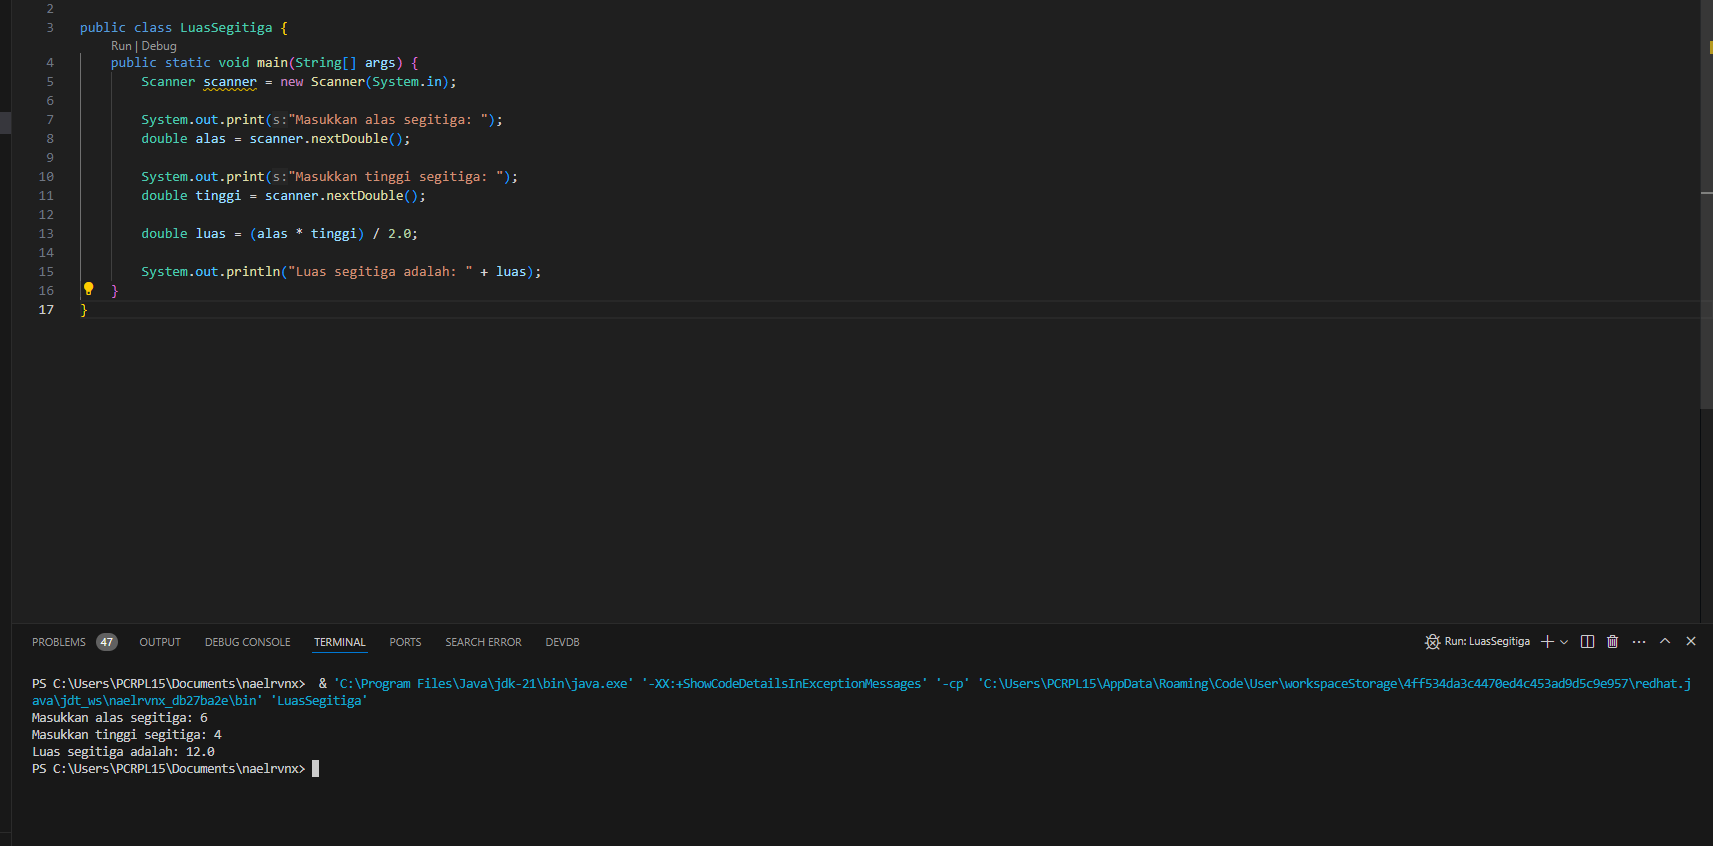 2
3 public class LuasSegitiga {
Run | Debug
4 public static void main(String[] args) {
5 Scanner scanner = new Scanner(System.in);
6
7 System.out.print(s:"Masukkan alas segitiga: ");
8 double alas = scanner.nextDouble();
9
10 System.out.print(s:"Masukkan tinggi segitiga: ");
11 double tinggi = scanner.nextDouble();
12
13 double luas = (alas * tinggi) / 2.0;
14
15 System.out.println("Luas segitiga adalah: " + luas);
16 }
17 }
PROBLEMS 47 OUTPUT DEBUG CONSOLE TERMINAL PORTS SEARCH ERROR DEVDB Run: LuasSegitiga
PS C:\Users\PCRPL15\Documents\naelrvnx> & 'C:\Program Files\Java\jdk-21\bin\java.exe' '-XX:+ShowCodeDetailsInExceptionMessages' '-cp' 'C:\Users\PCRPL15\AppData\Roaming\Code\User\workspaceStorage\4ff534da3c4470ed4c453ad9d5c9e957\redhat.j
ava\jdt_ws\naelrvnx_db27ba2e\bin' 'LuasSegitiga'
Masukkan alas segitiga: 6
Masukkan tinggi segitiga: 4
Luas segitiga adalah: 12.0
PS C:\Users\PCRPL15\Documents\naelrvnx>